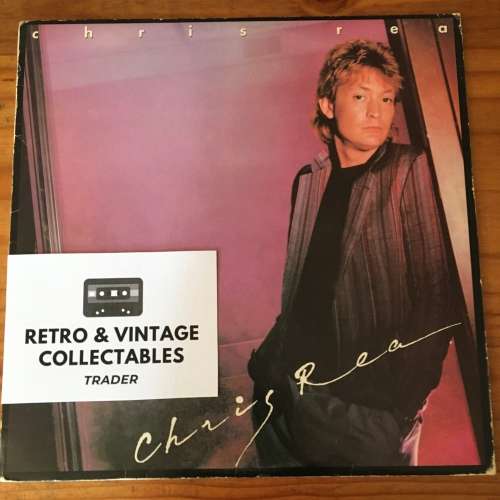 chris rea
RETRO & VINTAGE
COLLECTABLES
TRADER
Chris Rea